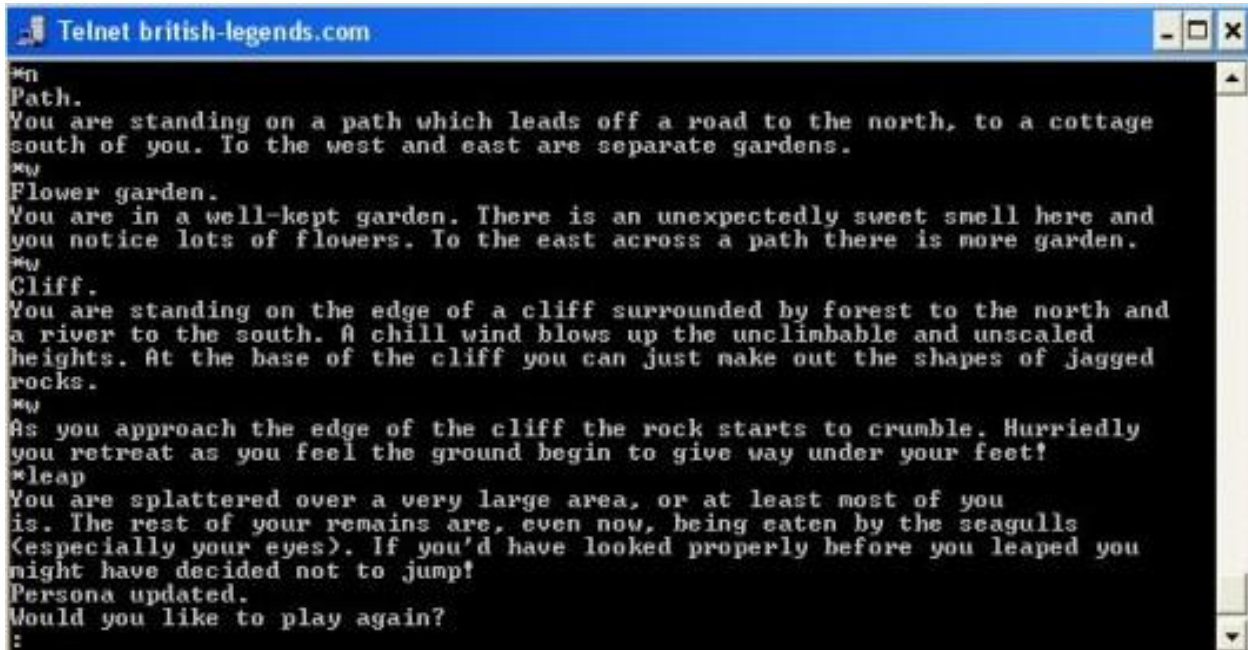 Telnet british-legends.com
*n
Path.
You are standing on a path which leads off a road to the north, to a cottage
south of you. To the west and east are separate gardens.
*w
Flower garden.
You are in a well-kept garden. There is an unexpectedly sweet smell here and
you notice lots of flowers. To the east across a path there is more garden.
*w
Cliff.
You are standing on the edge of a cliff surrounded by forest to the north and
a river to the south. A chill wind blows up the unclimbable and unscaled
heights. At the base of the cliff you can just make out the shapes of jagged
rocks.
*w
As you approach the edge of the cliff the rock starts to crumble. Hurriedly
you retreat as you feel the ground begin to give way under your feet!
*leap
You are splattered over a very large area, or at least most of you
is. The rest of your remains are, even now, being eaten by the seagulls
(especially your eyes). If you'd have looked properly before you leaped you
might have decided not to jump!
Persona updated.
Would you like to play again?
: